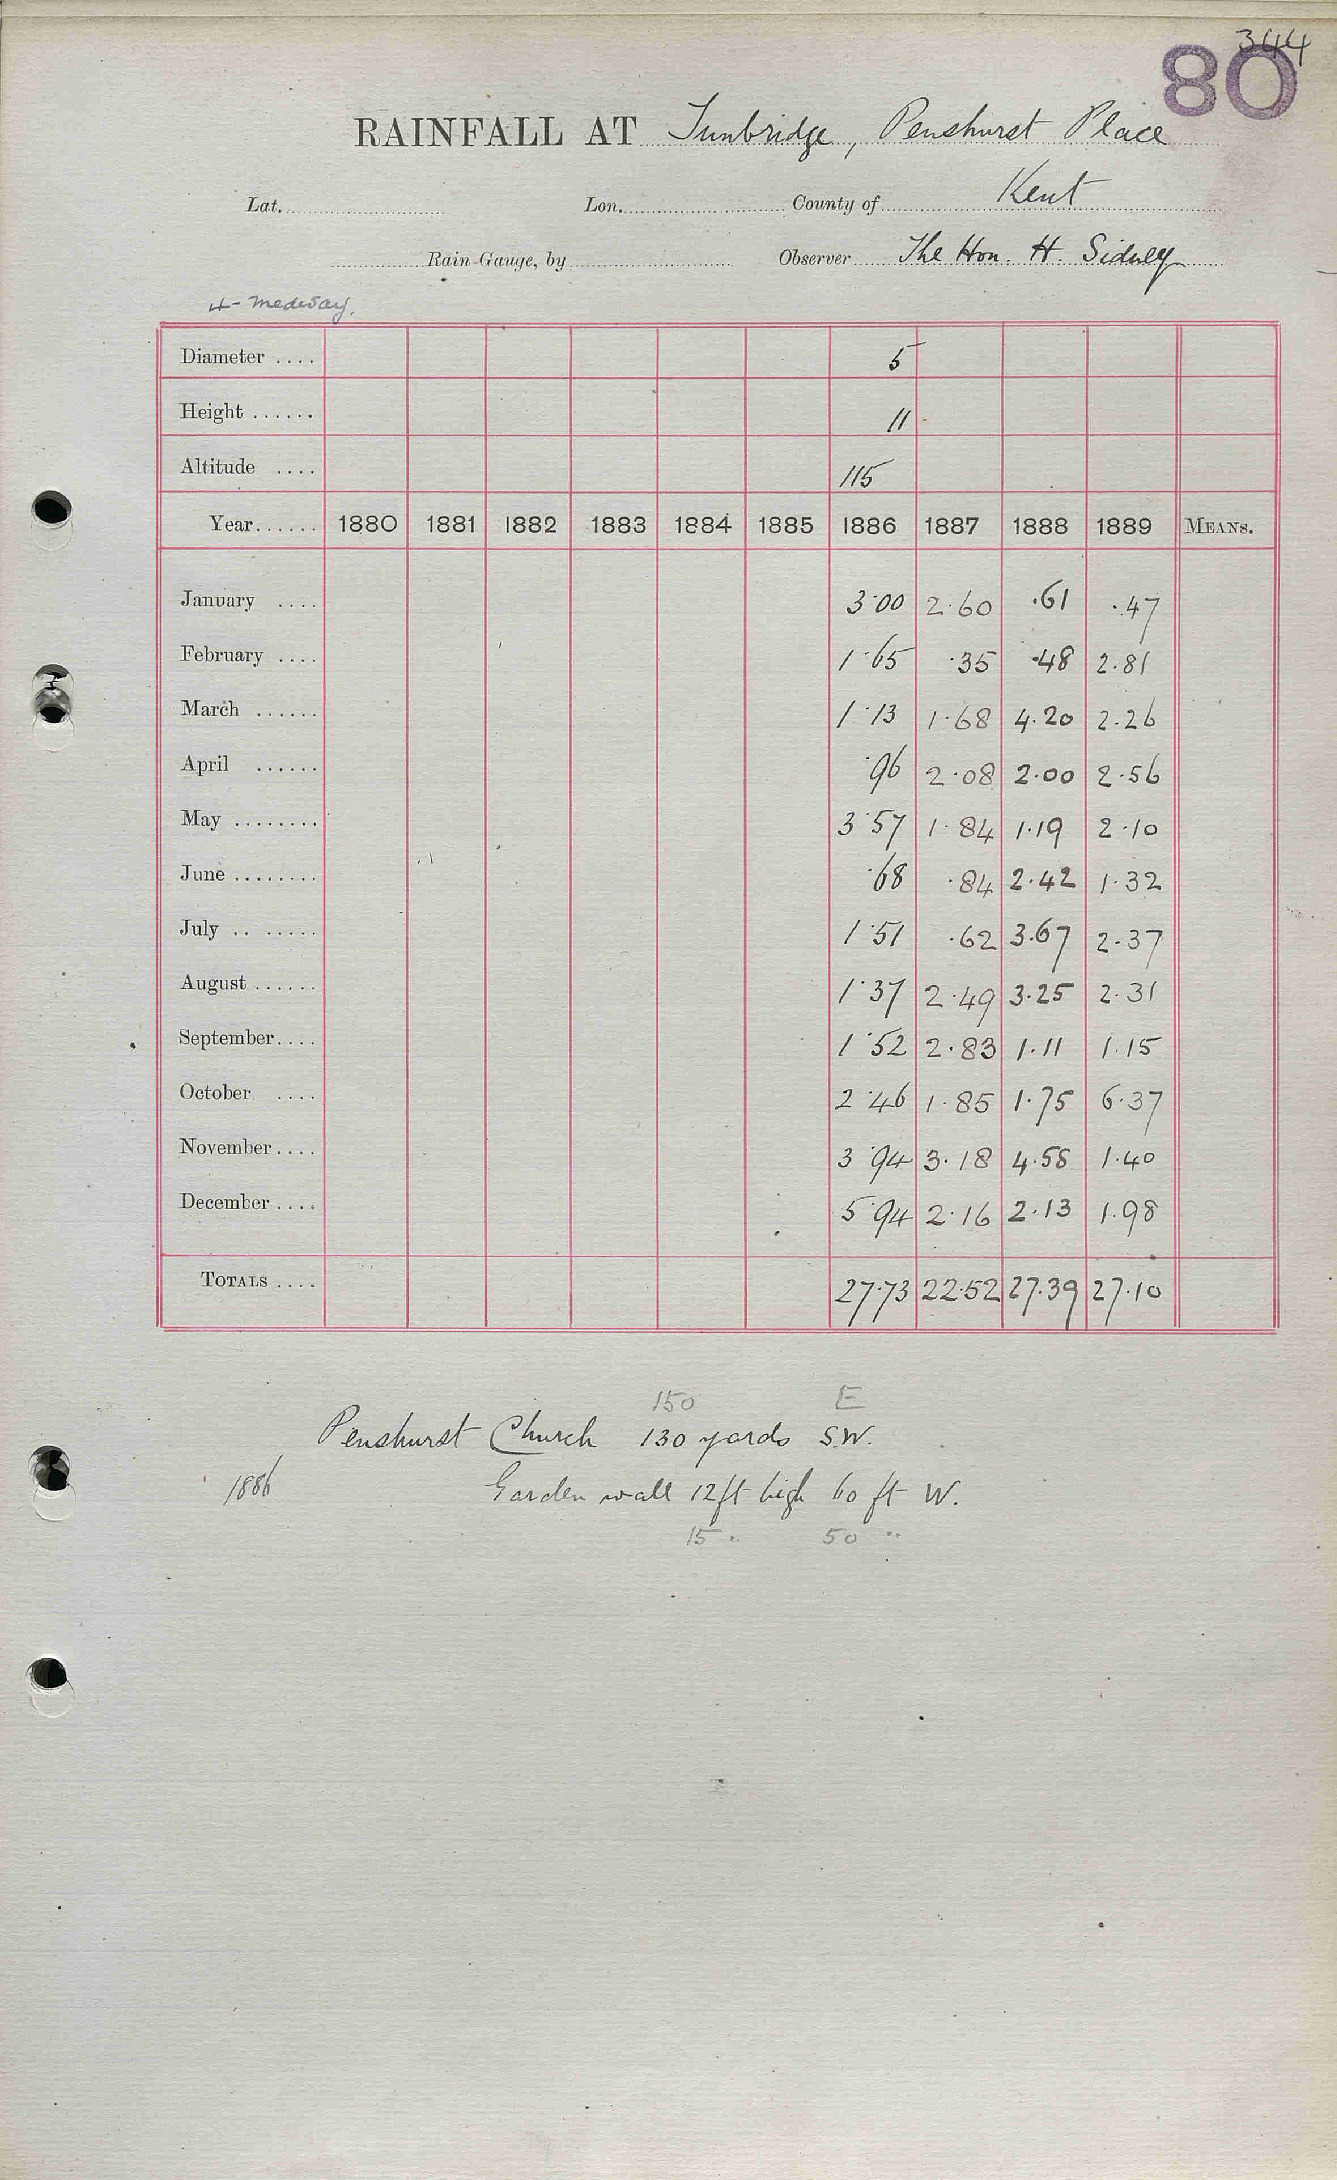 344
80
RAINFALL AT Tunbridge, Penshurst Place
Lat. Lon. County of Kent
Rain-Gauge, by Observer The Hon. H. Sidney
4 - Medway.
Diameter .... 5
Height ...... 11
Altitude .... 115
Year...... 1880 1881 1882 1883 1884 1885 1886 1887 1888 1889 MEANS.
January .... 3·00 2·60 ·61 ·47
February .... 1·65 ·35 ·48 2·81
March ...... 1·13 1·68 4·20 2·26
April ...... ·96 2·08 2·00 2·56
May ........ 3·57 1·84 1·19 2·10
June ........ ·68 ·84 2·42 1·32
July .. ..... 1·51 ·62 3·67 2·37
August ...... 1·37 2·49 3·25 2·31
September.... 1·52 2·83 1·11 1·15
October .... 2·46 1·85 1·75 6·37
November.... 3·94 3·18 4·58 1·40
December.... 5·94 2·16 2·13 1·98
TOTALS .... 27·73 22·52 27·39 27·10
150 E
Penshurst Church 130 yards S.W.
1886 Garden wall 12ft high 60 ft W.
15 " 50 "